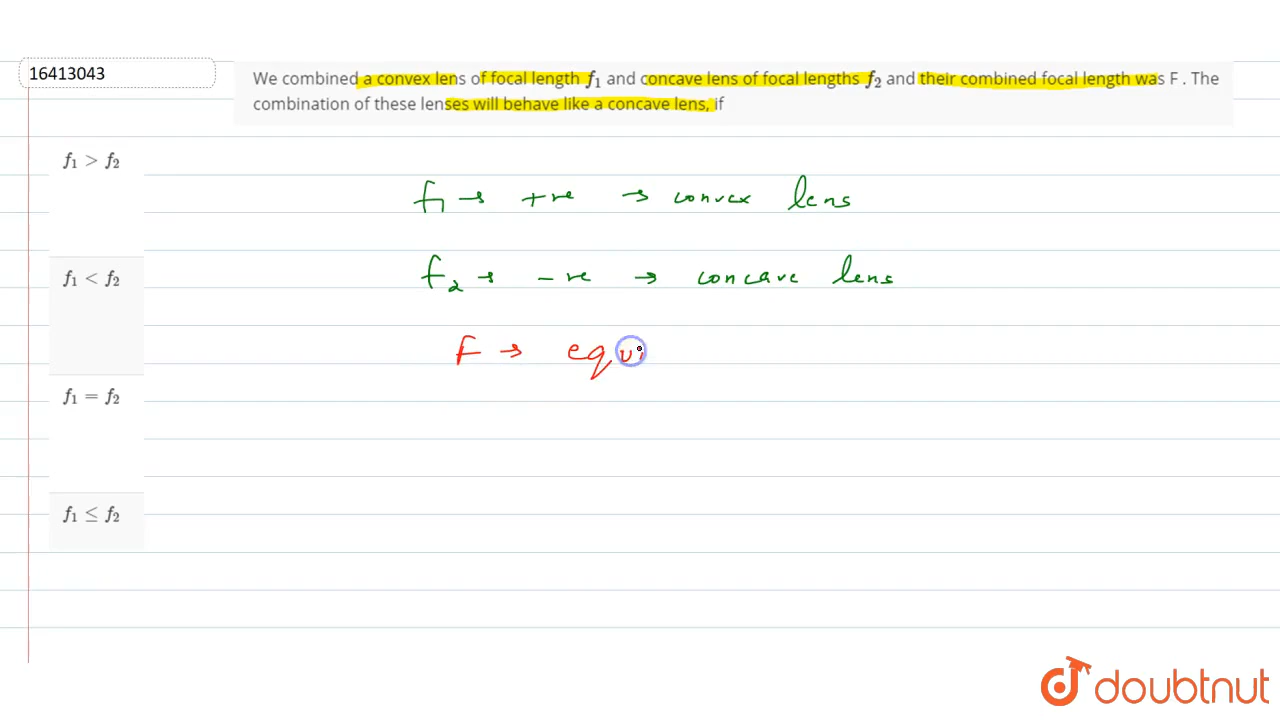 16413043
We combined a convex lens of focal length f₁ and concave lens of focal lengths f₂ and their combined focal length was F . The
combination of these lenses will behave like a concave lens, if
f₁ > f₂
f₁ → +ve → convex lens
f₂ → -ve → concave lens
f₁ < f₂
F → equi
f₁ = f₂
f₁ ≤ f₂
doubtnut